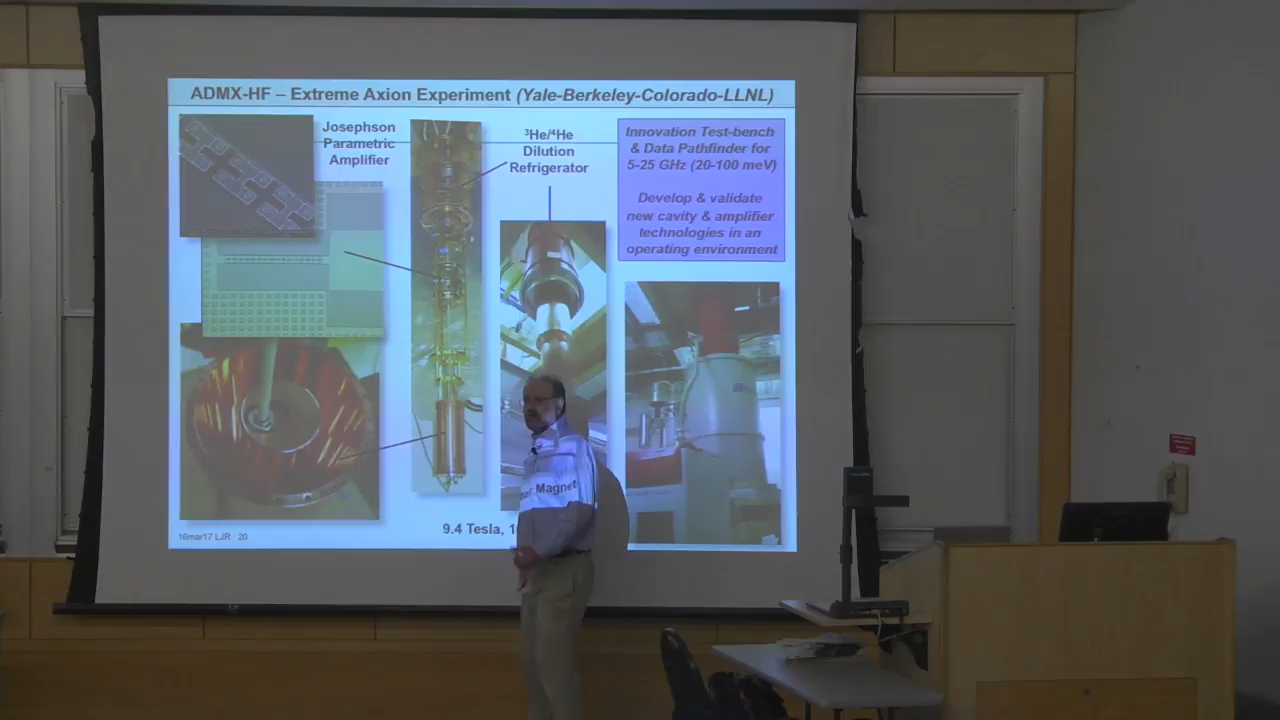 ADMX-HF – Extreme Axion Experiment (Yale-Berkeley-Colorado-LLNL)
Josephson
Parametric
Amplifier
³He/⁴He
Dilution
Refrigerator
Innovation Test-bench
& Data Pathfinder for
5-25 GHz (20-100 meV)
Develop & validate
new cavity & amplifier
technologies in an
operating environment
9.4 Tesla, 1
Magnet
16mar17 LJR 20